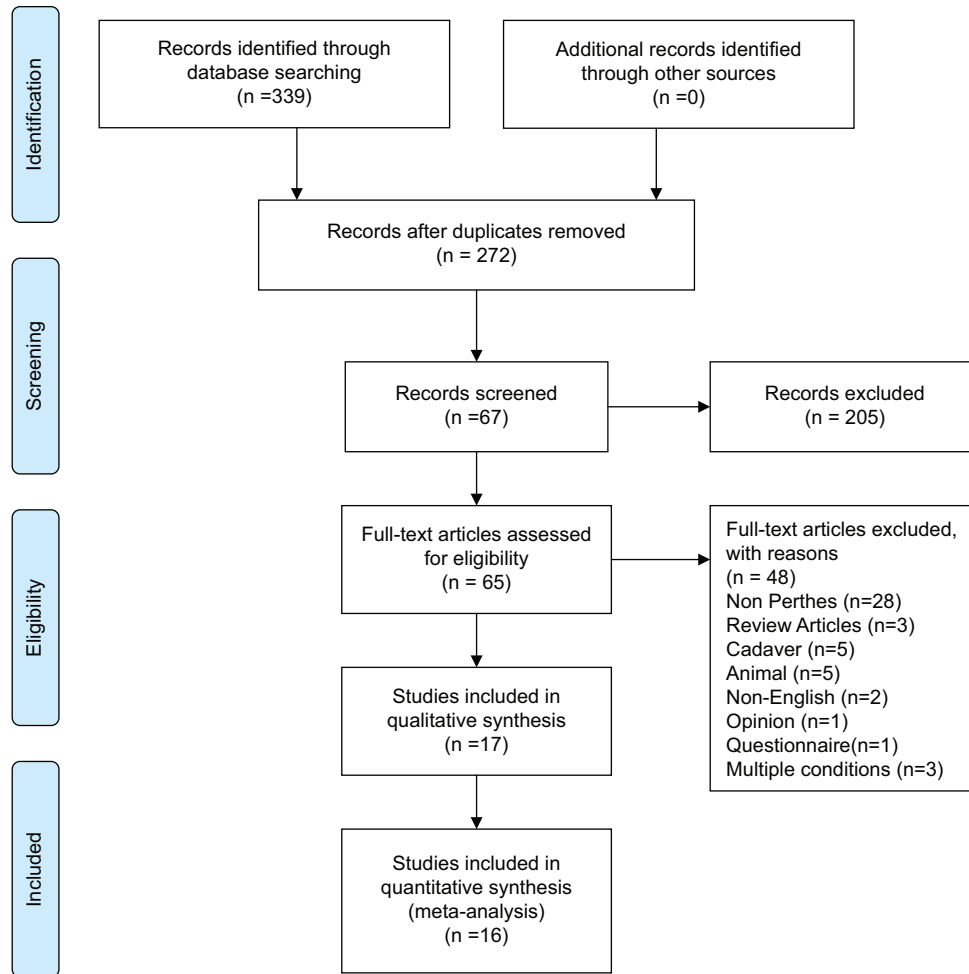 Identification
Records identified through
database searching
(n =339)
Additional records identified
through other sources
(n =0)
Records after duplicates removed
(n = 272)
Screening
Records screened
(n =67)
Records excluded
(n = 205)
Eligibility
Full-text articles assessed
for eligibility
(n = 65)
Full-text articles excluded,
with reasons
(n = 48)
Non Perthes (n=28)
Review Articles (n=3)
Cadaver (n=5)
Animal (n=5)
Non-English (n=2)
Opinion (n=1)
Questionnaire(n=1)
Multiple conditions (n=3)
Studies included in
qualitative synthesis
(n =17)
Included
Studies included in
quantitative synthesis
(meta-analysis)
(n =16)